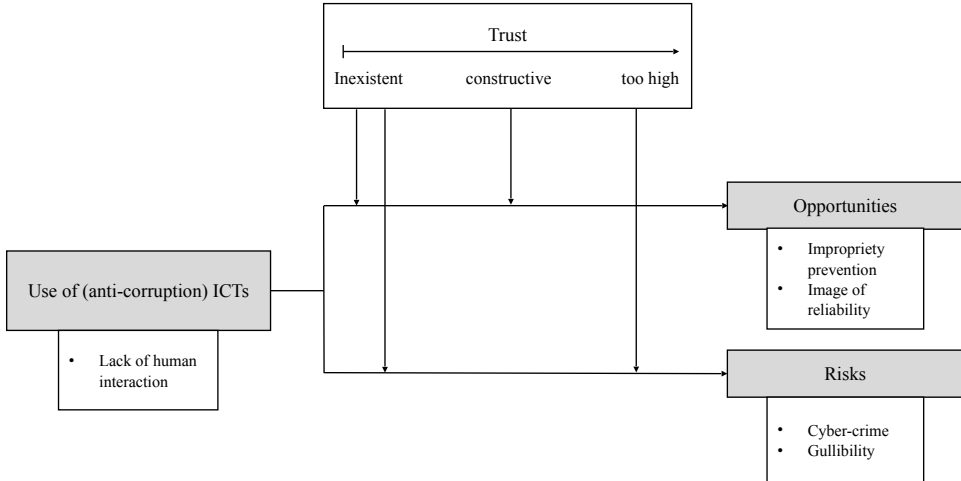 Trust
Inexistent constructive too high
Opportunities
• Impropriety
prevention
• Image of
reliability
Use of (anti-corruption) ICTs
• Lack of human
interaction
Risks
• Cyber-crime
• Gullibility